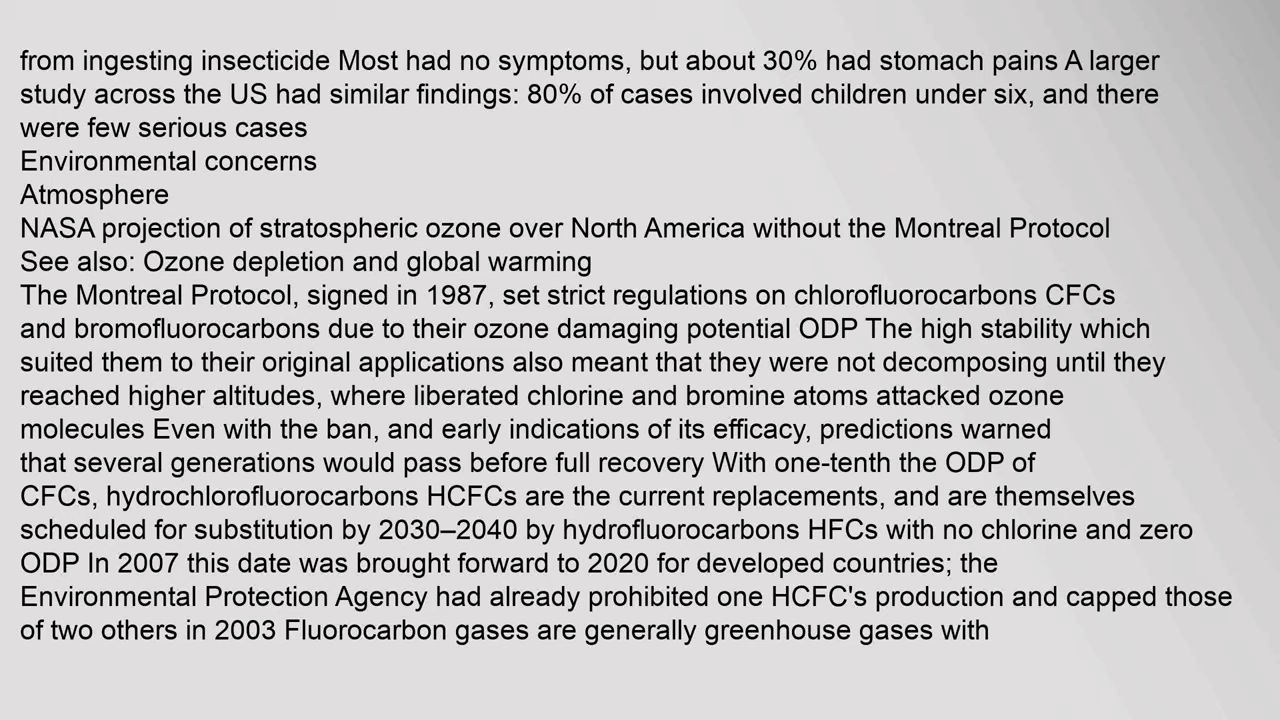 from ingesting insecticide Most had no symptoms, but about 30% had stomach pains A larger
study across the US had similar findings: 80% of cases involved children under six, and there
were few serious cases
Environmental concerns
Atmosphere
NASA projection of stratospheric ozone over North America without the Montreal Protocol
See also: Ozone depletion and global warming
The Montreal Protocol, signed in 1987, set strict regulations on chlorofluorocarbons CFCs
and bromofluorocarbons due to their ozone damaging potential ODP The high stability which
suited them to their original applications also meant that they were not decomposing until they
reached higher altitudes, where liberated chlorine and bromine atoms attacked ozone
molecules Even with the ban, and early indications of its efficacy, predictions warned
that several generations would pass before full recovery With one-tenth the ODP of
CFCs, hydrochlorofluorocarbons HCFCs are the current replacements, and are themselves
scheduled for substitution by 2030–2040 by hydrofluorocarbons HFCs with no chlorine and zero
ODP In 2007 this date was brought forward to 2020 for developed countries; the
Environmental Protection Agency had already prohibited one HCFC's production and capped those
of two others in 2003 Fluorocarbon gases are generally greenhouse gases with